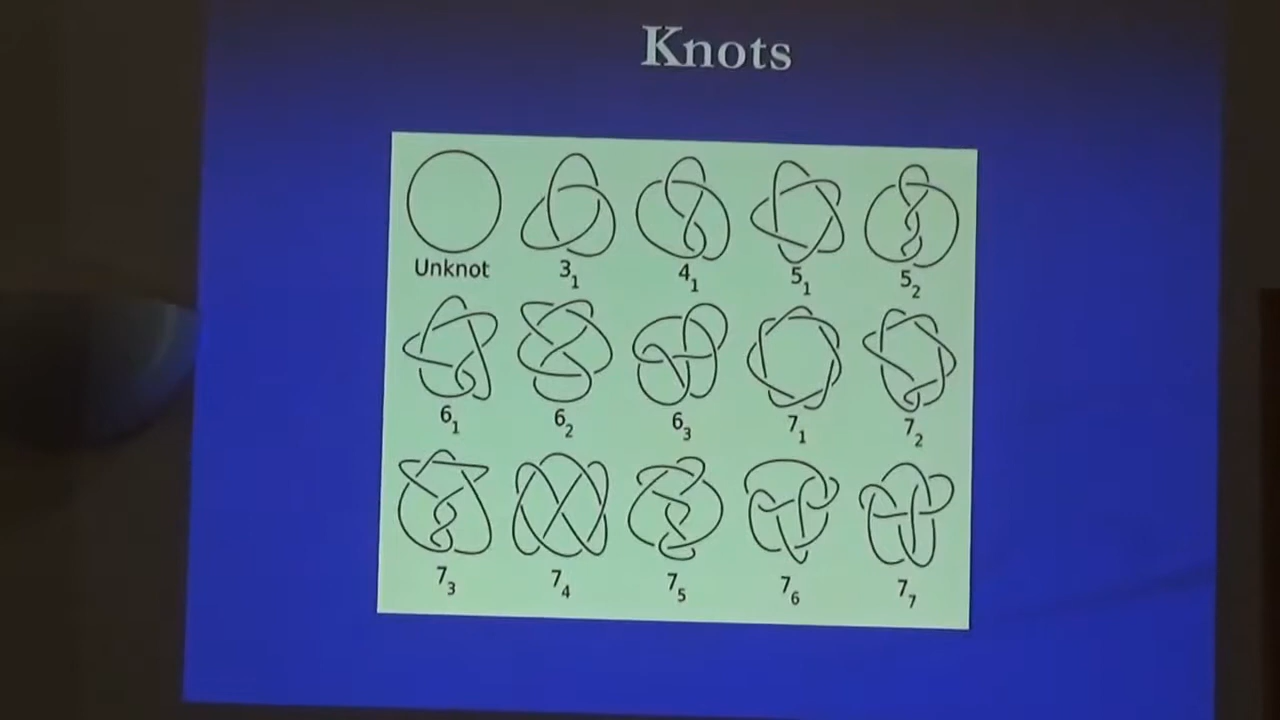 Knots
Unknot 3₁ 4₁ 5₁ 5₂
6₁ 6₂ 6₃ 7₁ 7₂
7₃ 7₄ 7₅ 7₆ 7₇